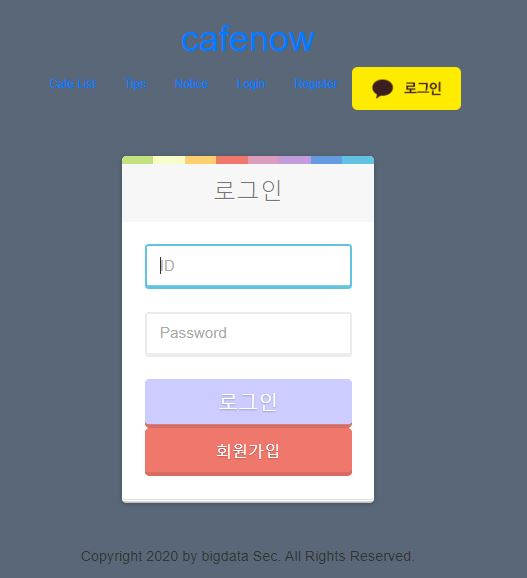 cafenow
Cafe List Tips Notice Login Register 로그인
로그인
ID
Password
로그인
회원가입
Copyright 2020 by bigdata Sec. All Rights Reserved.